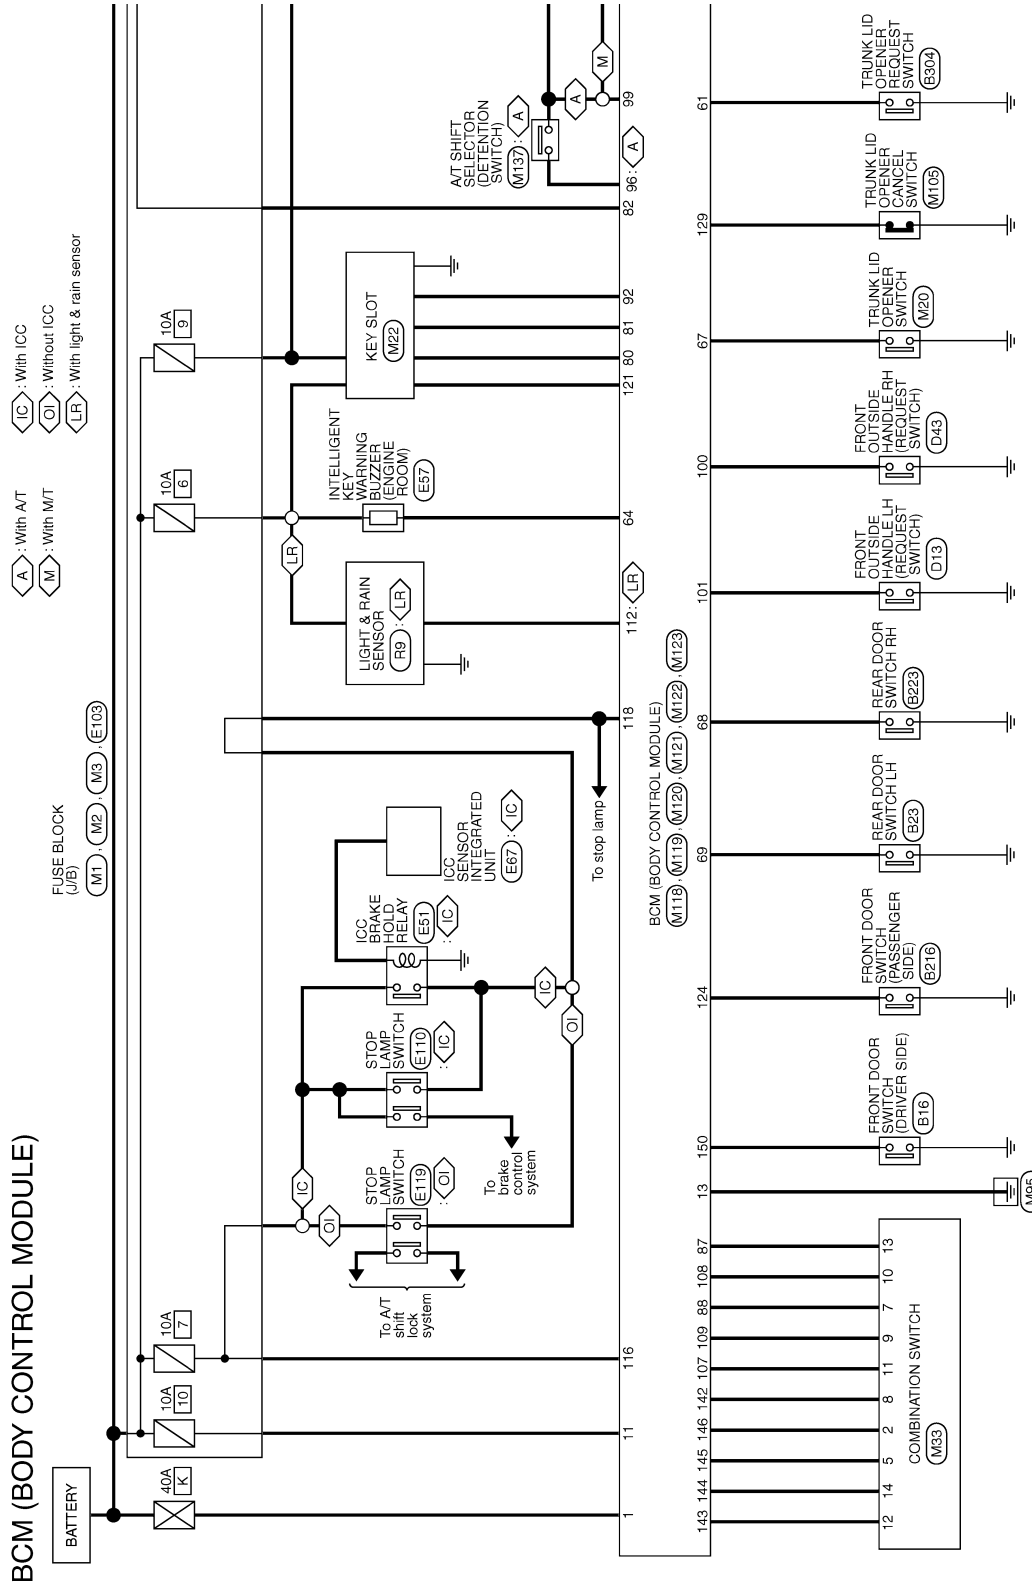 BCM (BODY CONTROL MODULE)
BATTERY
FUSE BLOCK
(J/B)
M1 , M2 , M3 , E103
A : With A/T
M : With M/T
IC : With ICC
OI : Without ICC
LR : With light & rain sensor
40A
K
10A
10
10A
7
10A
6
10A
9
IC
OI
To A/T
shift
lock
system
STOP
LAMP
SWITCH
E119
: OI
To
brake
control
system
STOP
LAMP
SWITCH
E110
: IC
ICC
BRAKE
HOLD
RELAY
E51
: IC
ICC
SENSOR
INTEGRATED
UNIT
E67 : IC
IC
OI
To stop lamp
LIGHT & RAIN
SENSOR
R9 : LR
LR
INTELLIGENT
KEY
WARNING
BUZZER
(ENGINE
ROOM)
E57
KEY SLOT
M22
A/T SHIFT
SELECTOR
(DETENTION
SWITCH)
M137 : A
A
M
1
11
116
118
112: LR
64
121
80
81
92
82
96: A
99
BCM (BODY CONTROL MODULE)
M118 , M119 , M120 , M121 , M122 , M123
143
144
145
146
142
107
109
88
108
87
13
150
124
69
68
101
100
67
129
61
12
14
5
2
8
11
9
7
10
13
COMBINATION SWITCH
M33
M95
FRONT DOOR
SWITCH
(DRIVER SIDE)
B16
FRONT DOOR
SWITCH
(PASSENGER
SIDE)
B216
REAR DOOR
SWITCH LH
B23
REAR DOOR
SWITCH RH
B223
FRONT
OUTSIDE
HANDLE LH
(REQUEST
SWITCH)
D13
FRONT
OUTSIDE
HANDLE RH
(REQUEST
SWITCH)
D43
TRUNK LID
OPENER
SWITCH
M20
TRUNK LID
OPENER
CANCEL
SWITCH
M105
TRUNK LID
OPENER
REQUEST
SWITCH
B304